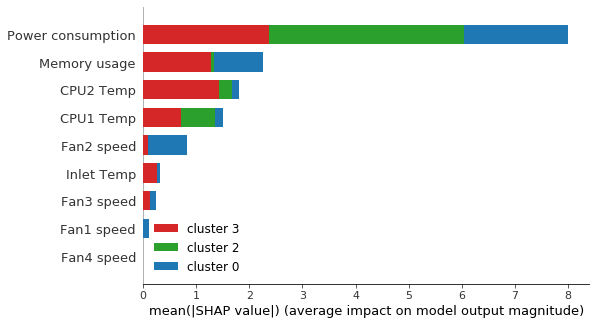 Power consumption
Memory usage
CPU2 Temp
CPU1 Temp
Fan2 speed
Inlet Temp
Fan3 speed
Fan1 speed
Fan4 speed
cluster 3
cluster 2
cluster 0
0 1 2 3 4 5 6 7 8
mean(|SHAP value|) (average impact on model output magnitude)